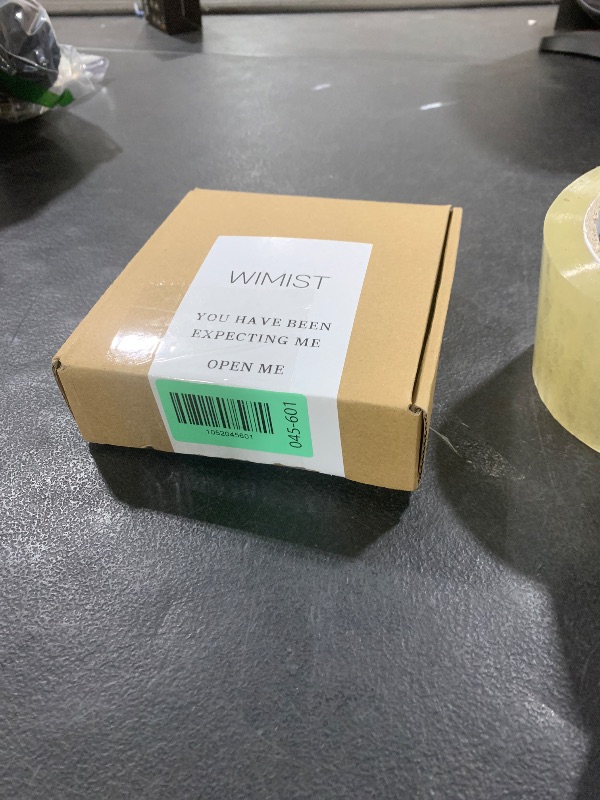 WIMIST
YOU HAVE BEEN
EXPECTING ME
OPEN ME
1052045601
045-601